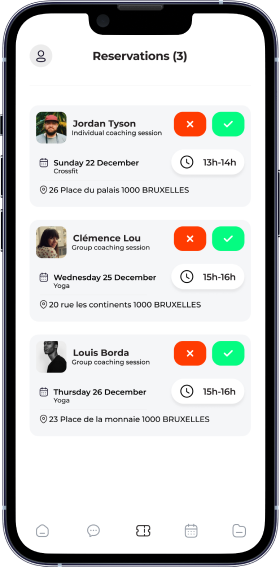 Reservations (3)
Jordan Tyson
Individual coaching session
Sunday 22 December
Crossfit
13h-14h
26 Place du palais 1000 BRUXELLES
Clémence Lou
Group coaching session
Wednesday 25 December
Yoga
15h-16h
20 rue les continents 1000 BRUXELLES
Louis Borda
Group coaching session
Thursday 26 December
Yoga
15h-16h
23 Place de la monnaie 1000 BRUXELLES